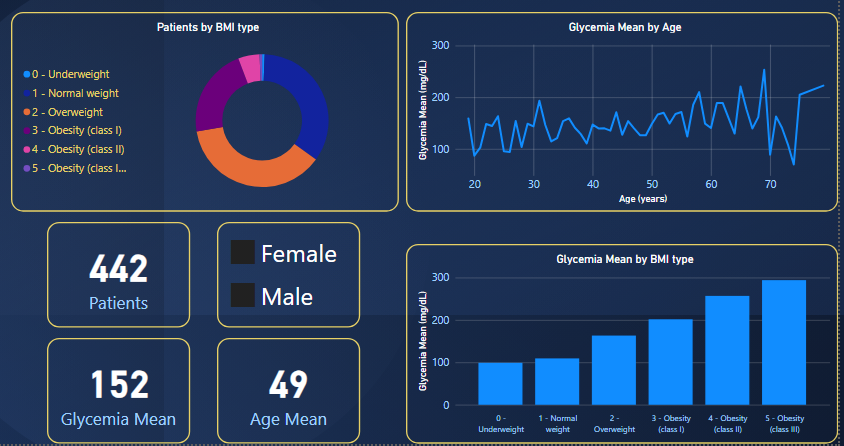 Patients by BMI type
0 - Underweight
1 - Normal weight
2 - Overweight
3 - Obesity (class I)
4 - Obesity (class II)
5 - Obesity (class I...
Glycemia Mean by Age
Glycemia Mean (mg/dL)
300
200
100
20 30 40 50 60 70
Age (years)
442
Patients
Female
Male
152
Glycemia Mean
49
Age Mean
Glycemia Mean by BMI type
Glycemia Mean (mg/dL)
300
200
100
0
0 - 1 - Normal 2 - 3 - Obesity 4 - Obesity 5 - Obesity
Underweight weight Overweight (class I) (class II) (class III)